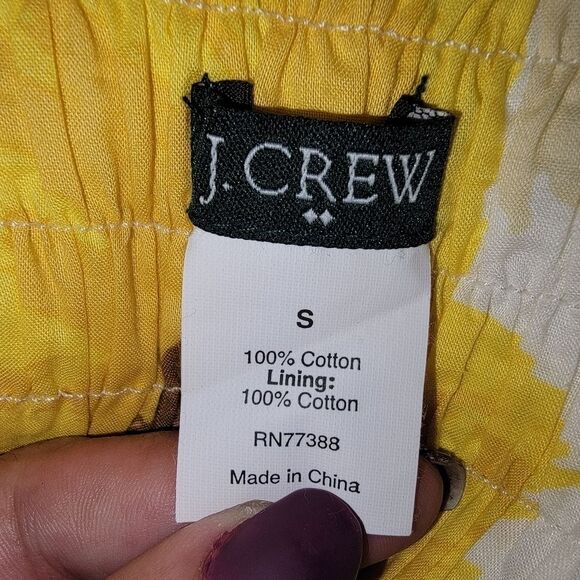 J.CREW
S
100% Cotton
Lining:
100% Cotton
RN77388
Made in China